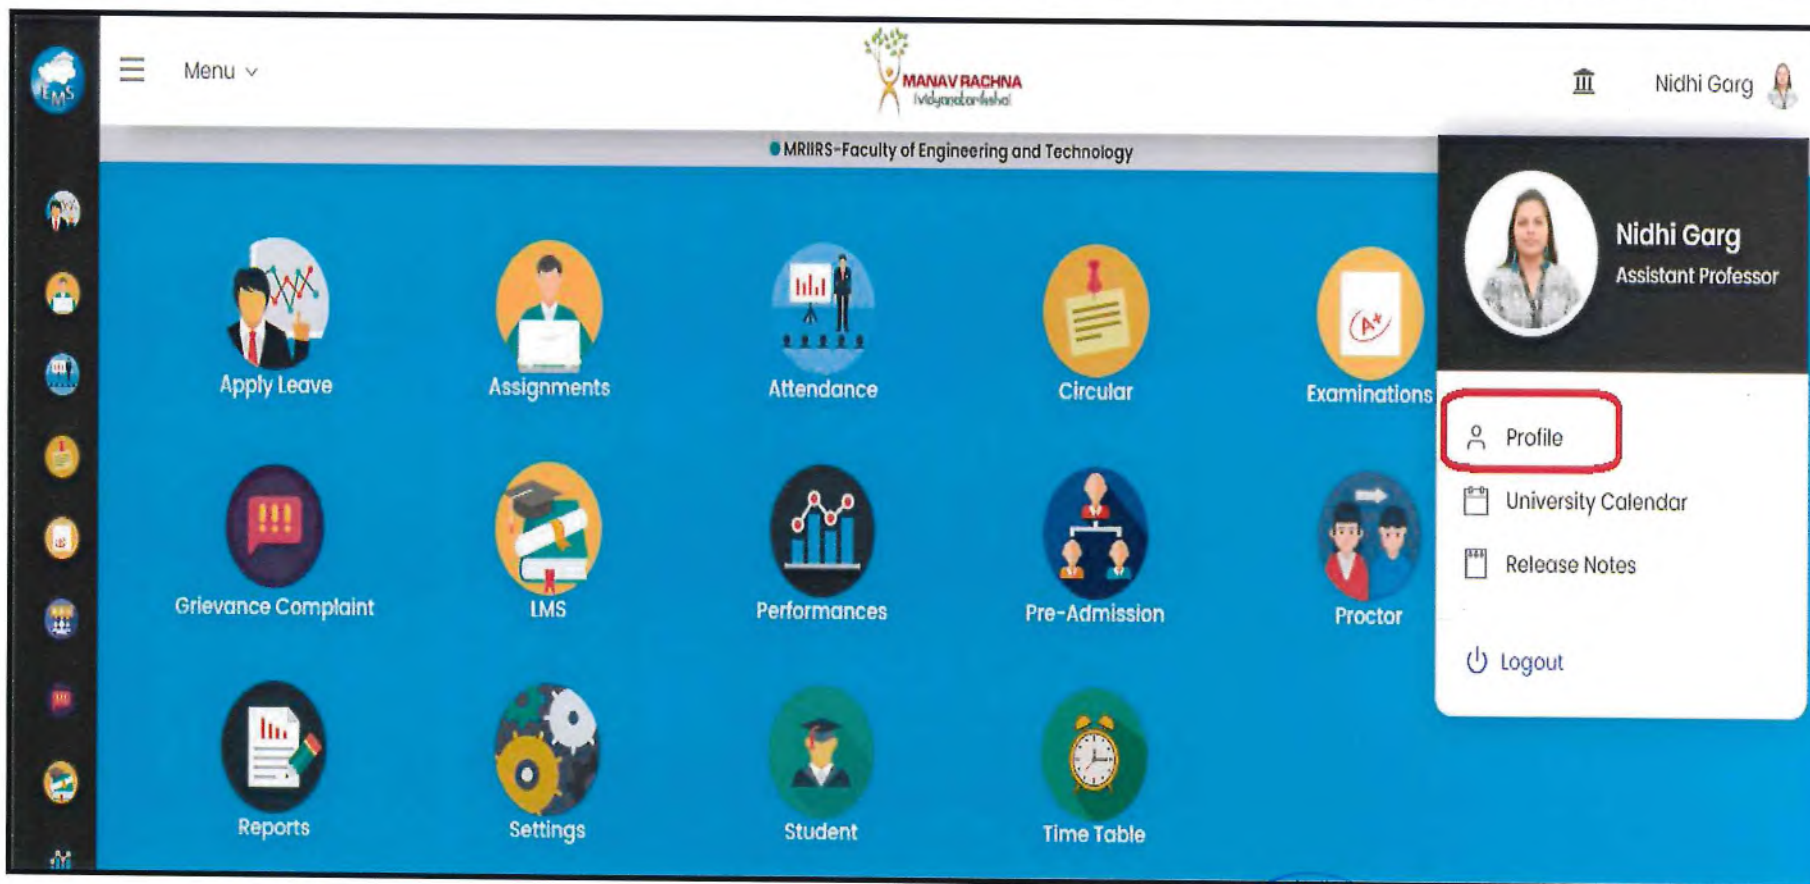 EMS
Menu
MANAV RACHNA
Nidhi Garg
MRIIRS-Faculty of Engineering and Technology
Nidhi Garg
Assistant Professor
Apply Leave
Assignments
Attendance
Circular
A+
Examinations
Profile
University Calendar
Release Notes
Logout
Grievance Complaint
LMS
Performances
Pre-Admission
Proctor
Reports
Settings
Student
Time Table